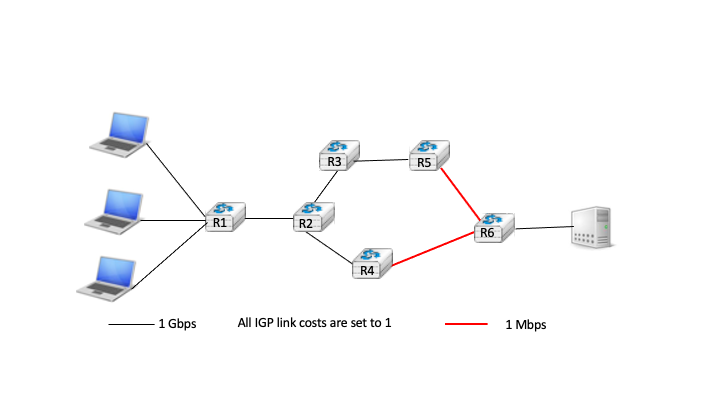 R3
R5
R1
R2
R6
R4
1 Gbps
All IGP link costs are set to 1
1 Mbps